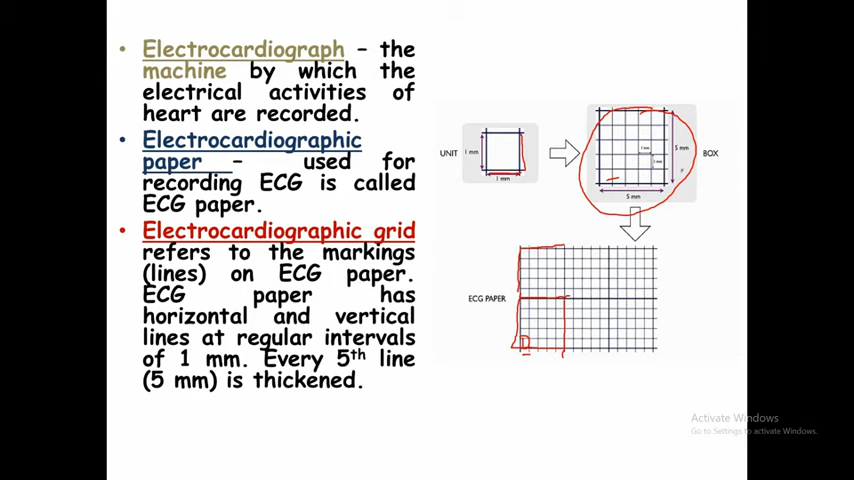 • Electrocardiograph – the
machine by which the
electrical activities of
heart are recorded.
• Electrocardiographic
paper – used for
recording ECG is called
ECG paper.
• Electrocardiographic grid
refers to the markings
(lines) on ECG paper.
ECG paper has
horizontal and vertical
lines at regular intervals
of 1 mm. Every 5th line
(5 mm) is thickened.
UNIT
1 mm
1 mm
1 mm
1 mm
5 mm
5 mm
BOX
ECG PAPER
Activate Windows
Go to Settings to activate Windows.